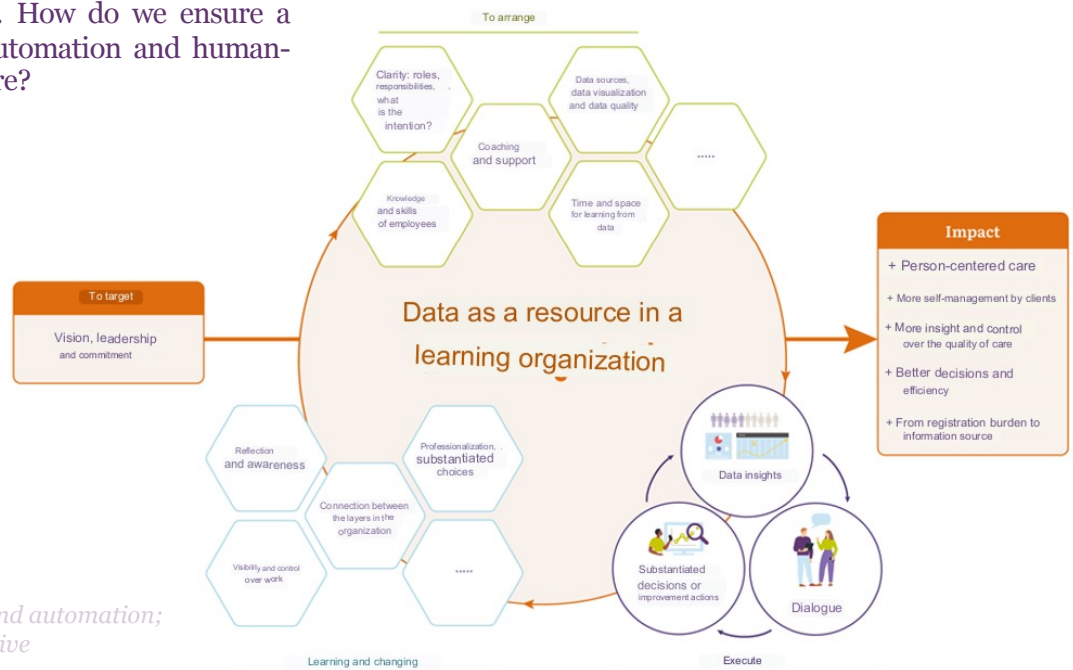 . How do we ensure a
utomation and human-
re?
To arrange
Clarity: roles,
responsibilities, .
what
is the
intention?
Data sources,
data visualization
and data quality
Coaching
and support
.....
Knowledge
and skills
of employees
Time and space
for learning from
data
To target
Vision, leadership
and commitment
Data as a resource in a
learning organization
Impact
+ Person-centered care
+ More self-management by clients
+ More insight and control
over the quality of care
+ Better decisions and
efficiency
+ From registration burden to
information source
Reflection
and awareness
Professionalization, .
substantiated
choices
Connection between
the layers in the
organization
Visibility and control
over work
.....
Data insights
Substantiated
decisions or
improvement actions
Dialogue
nd automation;
ive
Learning and changing
Execute